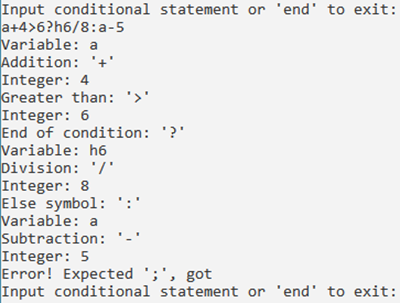 Input conditional statement or 'end' to exit:
a+4>6?h6/8:a-5
Variable: a
Addition: '+'
Integer: 4
Greater than: '>'
Integer: 6
End of condition: '?'
Variable: h6
Division: '/'
Integer: 8
Else symbol: ':'
Variable: a
Subtraction: '-'
Integer: 5
Error! Expected ';', got
Input conditional statement or 'end' to exit: